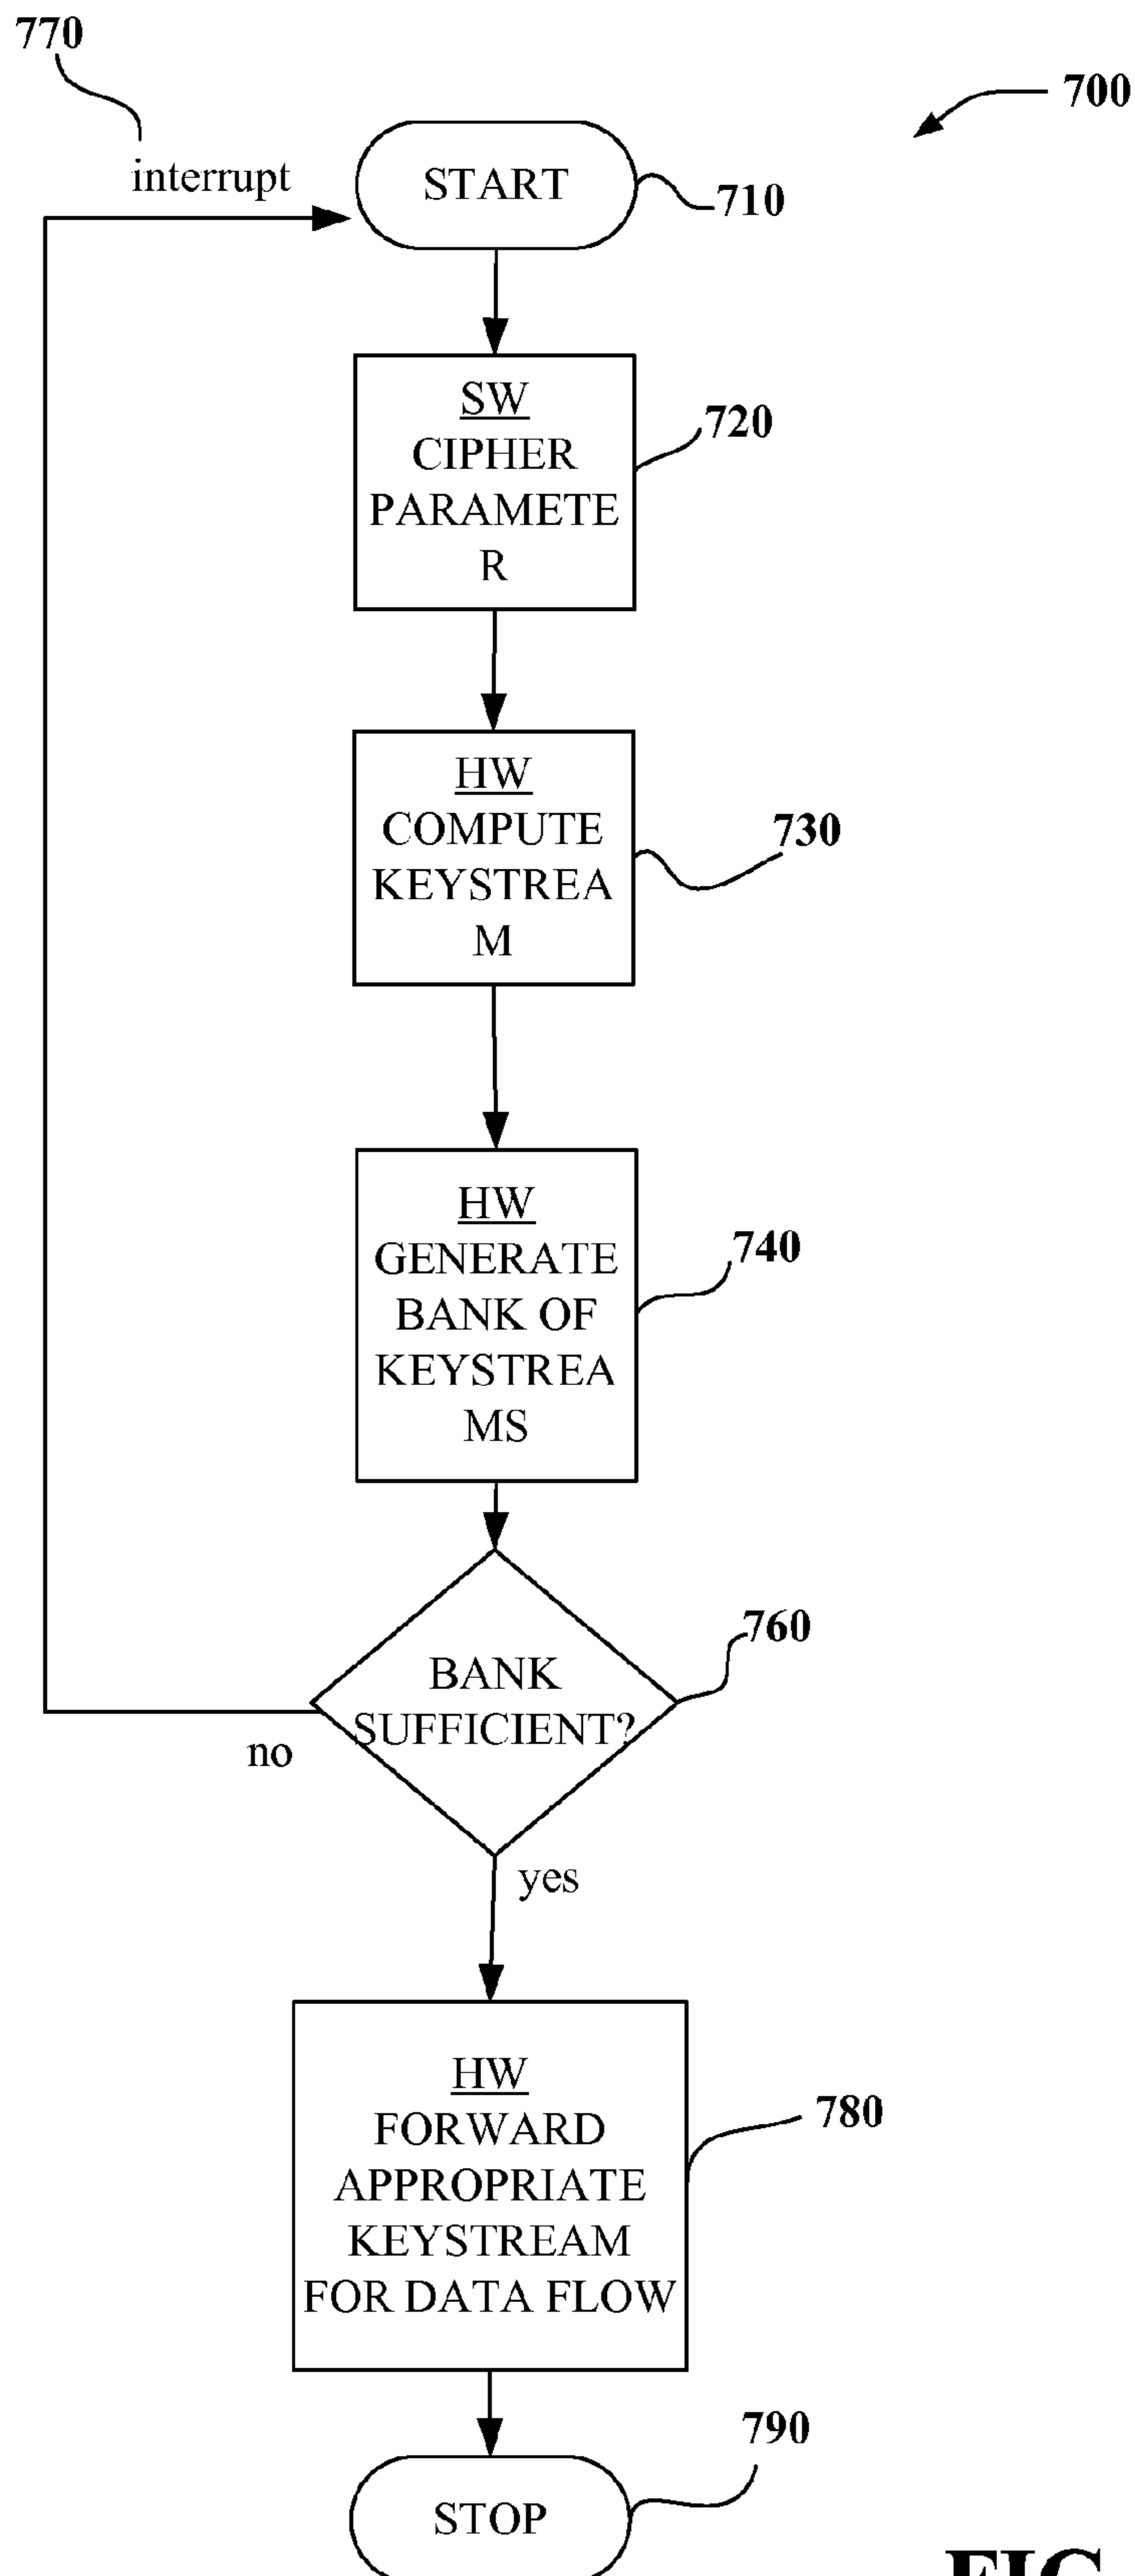 770
700
interrupt
START
710
SW
CIPHER
PARAMETE
R
720
HW
COMPUTE
KEYSTREA
M
730
HW
GENERATE
BANK OF
KEYSTREA
MS
740
BANK
SUFFICIENT?
760
no
yes
HW
FORWARD
APPROPRIATE
KEYSTREAM
FOR DATA FLOW
780
790
STOP
FIG